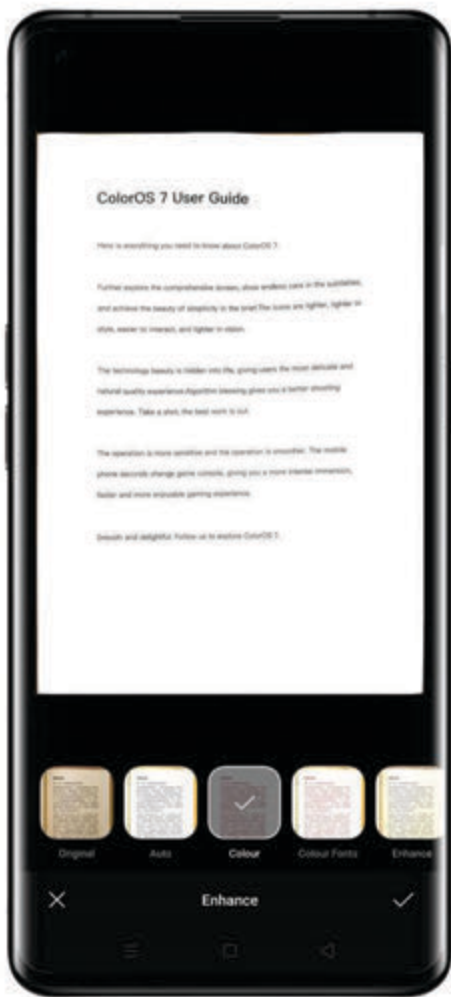 ColorOS 7 User Guide
Here is everything you need to know about ColorOS 7.
Further explore the comprehensive screen, show endless care in the subtleties,
and achieve the beauty of simplicity in the brief.The icons are lighter, lighter in
style, easier to interact, and lighter in vision.
The technology beauty is hidden into life, giving users the most delicate and
natural quality experience.Algorithm blessing gives you a better shooting
experience. Take a shot, the best work is out.
The operation is more sensitive and the operation is smoother. The mobile
phone seconds change game console, giving you a more intense immersion,
faster and more enjoyable gaming experience.
Smooth and delightful. Follow us to explore ColorOS 7.
Original
Auto
Colour
Colour Fonts
Enhance
Enhance